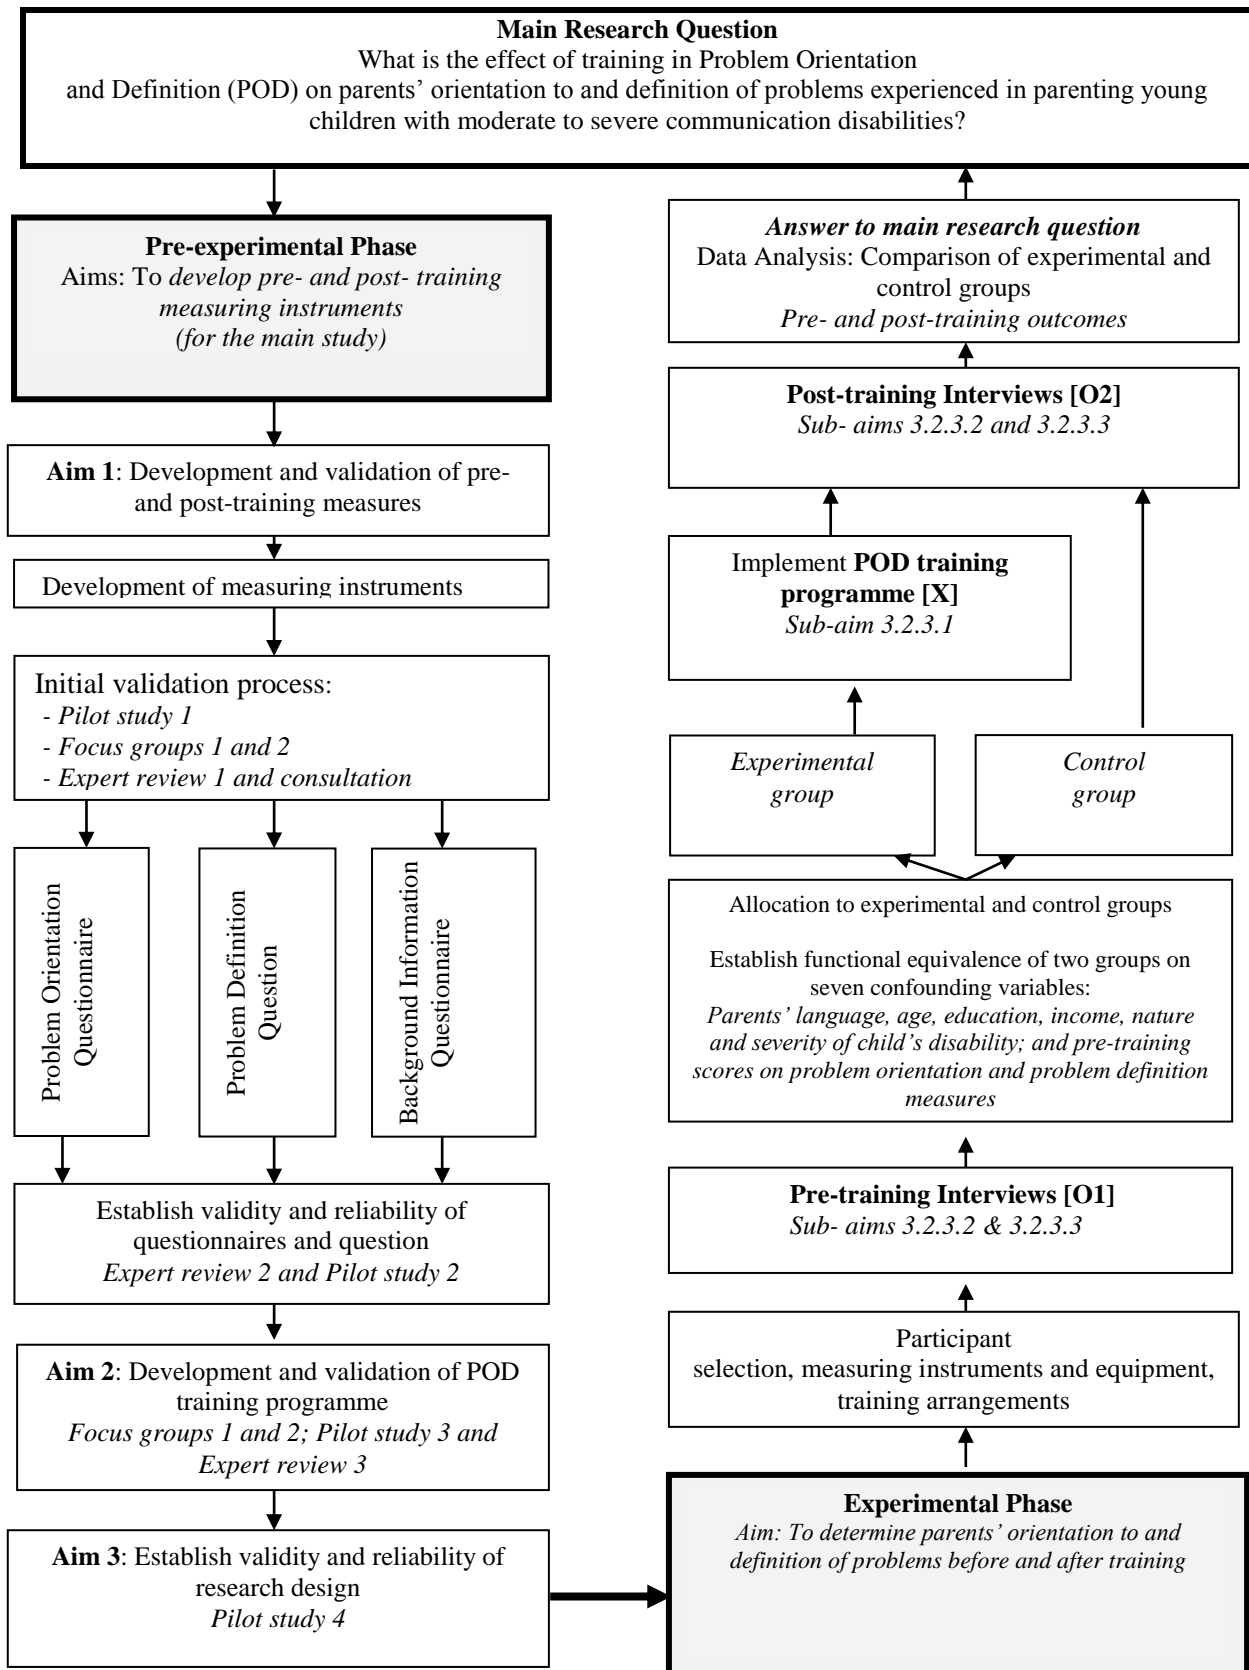 Main Research Question
What is the effect of training in Problem Orientation
and Definition (POD) on parents’ orientation to and definition of problems experienced in parenting young
children with moderate to severe communication disabilities?
Pre-experimental Phase
Aims: To develop pre- and post- training
measuring instruments
(for the main study)
Aim 1: Development and validation of pre-
and post-training measures
Development of measuring instruments
Initial validation process:
- Pilot study 1
- Focus groups 1 and 2
- Expert review 1 and consultation
Problem Orientation
Questionnaire
Problem Definition
Question
Background Information
Questionnaire
Establish validity and reliability of
questionnaires and question
Expert review 2 and Pilot study 2
Aim 2: Development and validation of POD
training programme
Focus groups 1 and 2; Pilot study 3 and
Expert review 3
Aim 3: Establish validity and reliability of
research design
Pilot study 4
Experimental Phase
Aim: To determine parents’ orientation to and
definition of problems before and after training
Participant
selection, measuring instruments and equipment,
training arrangements
Pre-training Interviews [O1]
Sub- aims 3.2.3.2 & 3.2.3.3
Allocation to experimental and control groups
Establish functional equivalence of two groups on
seven confounding variables:
Parents’ language, age, education, income, nature
and severity of child’s disability; and pre-training
scores on problem orientation and problem definition
measures
Experimental
group
Control
group
Implement POD training
programme [X]
Sub-aim 3.2.3.1
Post-training Interviews [O2]
Sub- aims 3.2.3.2 and 3.2.3.3
Answer to main research question
Data Analysis: Comparison of experimental and
control groups
Pre- and post-training outcomes